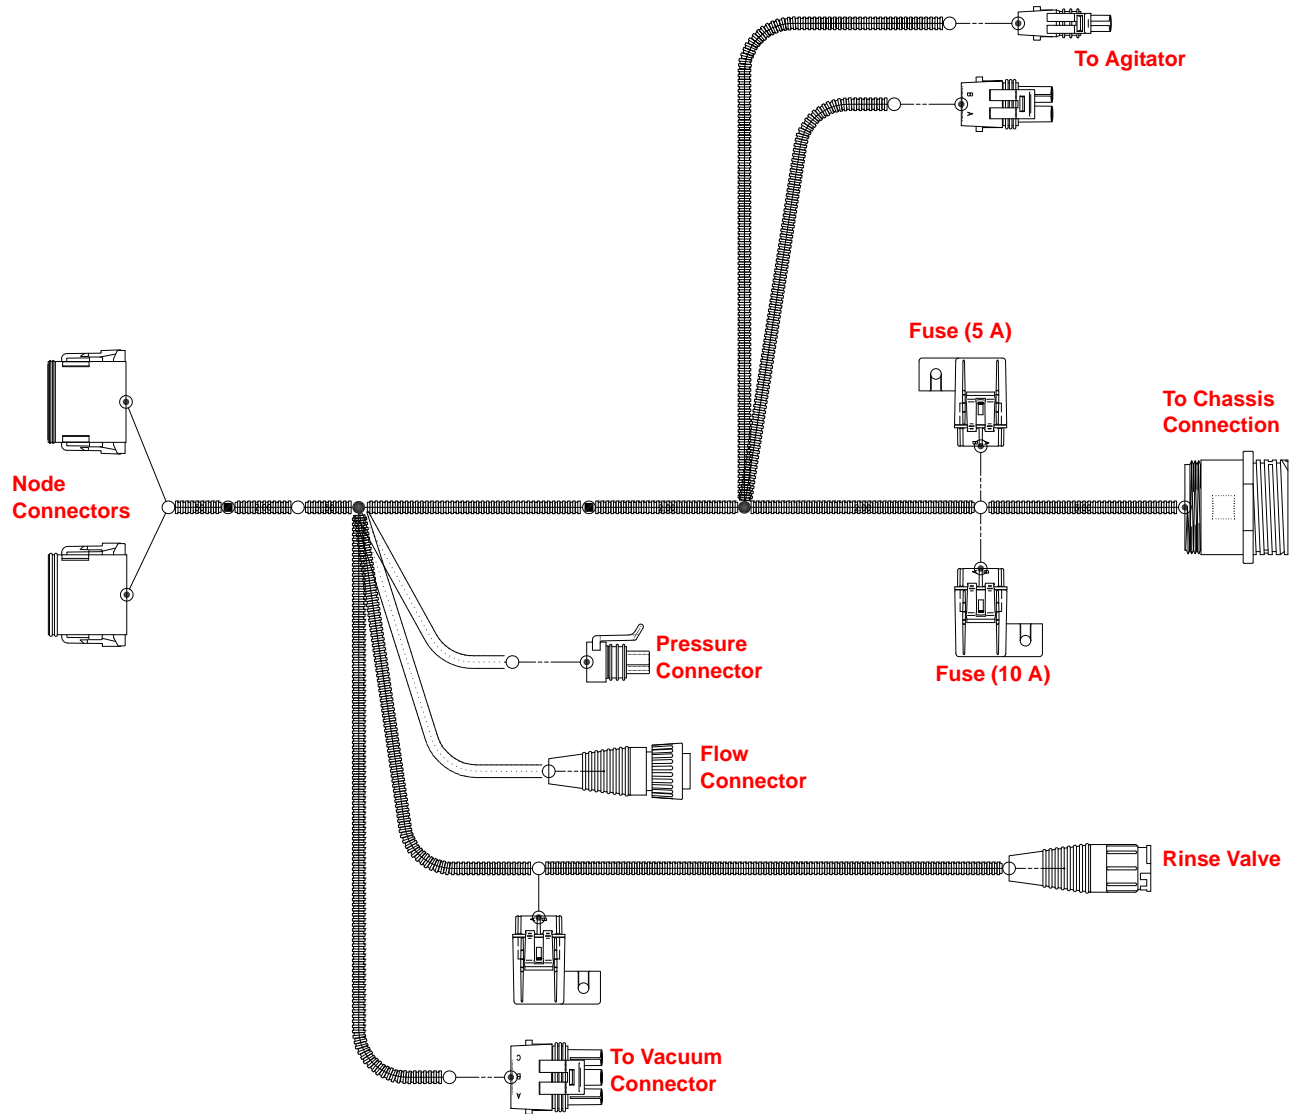 To Agitator
B
A
Fuse (5 A)
To Chassis
Connection
Node
Connectors
Pressure
Connector
Fuse (10 A)
Flow
Connector
Rinse Valve
To Vacuum
Connector
C
B
A